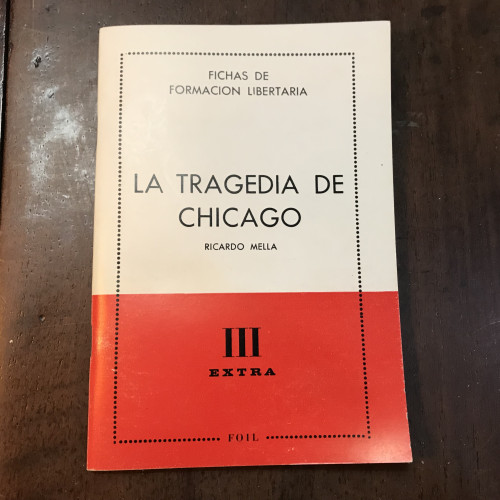 FICHAS DE
FORMACION LIBERTARIA
LA TRAGEDIA DE
CHICAGO
RICARDO MELLA
III
EXTRA
FOIL